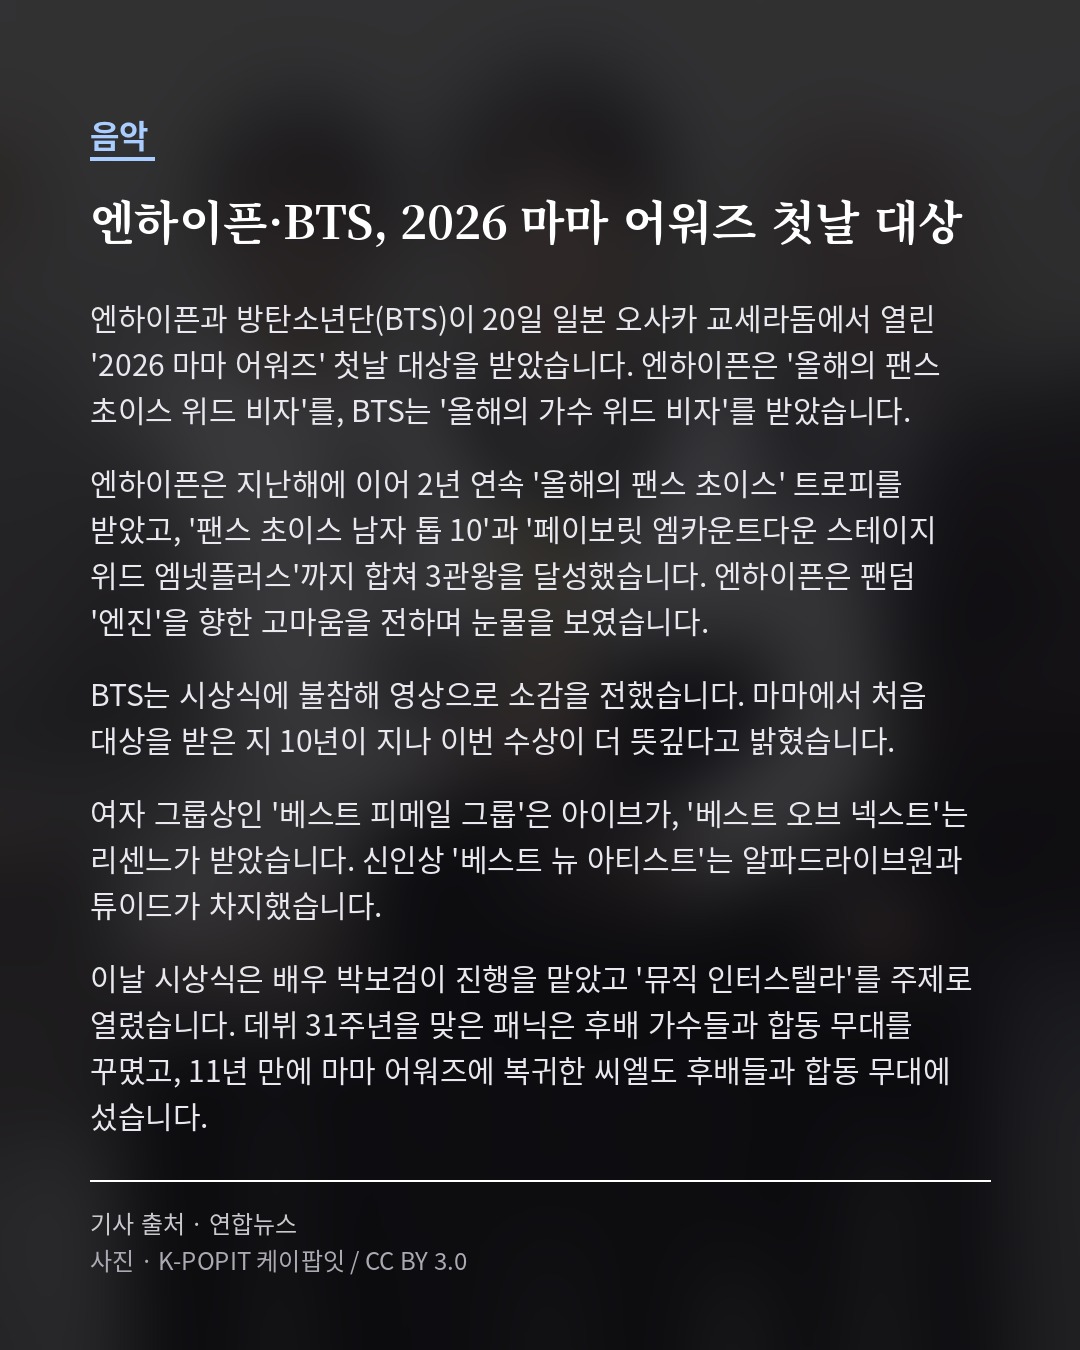 음악
엔하이픈·BTS, 2026 마마 어워즈 첫날 대상
엔하이픈과 방탄소년단(BTS)이 20일 일본 오사카 교세라돔에서 열린
'2026 마마 어워즈' 첫날 대상을 받았습니다. 엔하이픈은 '올해의 팬스
초이스 위드 비자'를, BTS는 '올해의 가수 위드 비자'를 받았습니다.
엔하이픈은 지난해에 이어 2년 연속 '올해의 팬스 초이스' 트로피를
받았고, '팬스 초이스 남자 톱 10'과 '페이보릿 엠카운트다운 스테이지
위드 엠넷플러스'까지 합쳐 3관왕을 달성했습니다. 엔하이픈은 팬덤
'엔진'을 향한 고마움을 전하며 눈물을 보였습니다.
BTS는 시상식에 불참해 영상으로 소감을 전했습니다. 마마에서 처음
대상을 받은 지 10년이 지나 이번 수상이 더 뜻깊다고 밝혔습니다.
여자 그룹상인 '베스트 피메일 그룹'은 아이브가, '베스트 오브 넥스트'는
리센느가 받았습니다. 신인상 '베스트 뉴 아티스트'는 알파드라이브원과
튜이드가 차지했습니다.
이날 시상식은 배우 박보검이 진행을 맡았고 '뮤직 인터스텔라'를 주제로
열렸습니다. 데뷔 31주년을 맞은 패닉은 후배 가수들과 합동 무대를
꾸몄고, 11년 만에 마마 어워즈에 복귀한 씨엘도 후배들과 합동 무대에
섰습니다.
기사 출처 · 연합뉴스
사진 · K-POPIT 케이팝잇 / CC BY 3.0